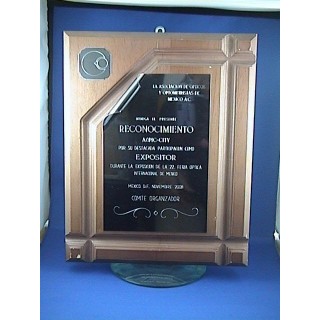 LA ASOCIACION DE OPTICOS
Y OPTOMETRISTAS DE
MEXICO A.C.
OTORGA EL PRESENTE
RECONOCIMIENTO
POR SU DESTACADA PARTICIPACION COMO
EXPOSITOR
DURANTE LA EXPOSICION DE LA 22. FERIA OPTICA
INTERNACIONAL DE MEXICO
MEXICO D.F. NOVIEMBRE
COMITE ORGANIZADOR